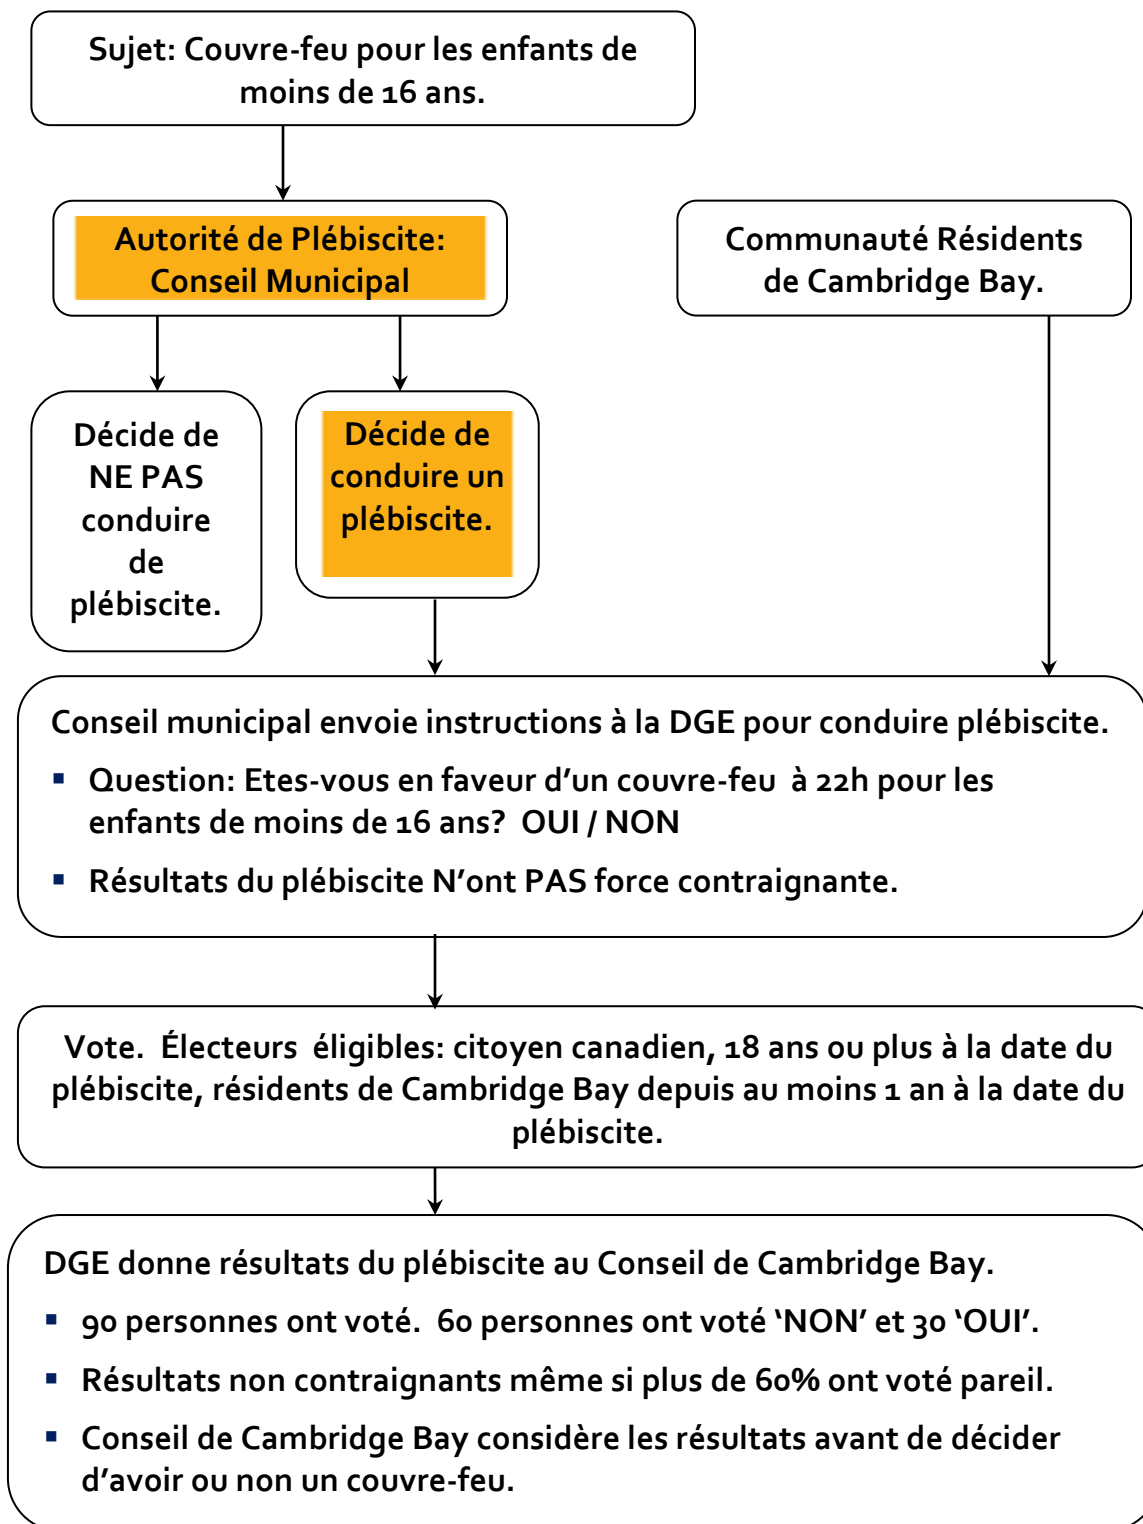 Sujet: Couvre-feu pour les enfants de
moins de 16 ans.
Autorité de Plébiscite:
Conseil Municipal
Communauté Résidents
de Cambridge Bay.
Décide de
NE PAS
conduire
de
plébiscite.
Décide de
conduire un
plébiscite.
Conseil municipal envoie instructions à la DGE pour conduire plébiscite.
▪ Question: Etes-vous en faveur d’un couvre-feu à 22h pour les
enfants de moins de 16 ans? OUI / NON
▪ Résultats du plébiscite N’ont PAS force contraignante.
Vote. Électeurs éligibles: citoyen canadien, 18 ans ou plus à la date du
plébiscite, résidents de Cambridge Bay depuis au moins 1 an à la date du
plébiscite.
DGE donne résultats du plébiscite au Conseil de Cambridge Bay.
▪ 90 personnes ont voté. 60 personnes ont voté ‘NON’ et 30 ‘OUI’.
▪ Résultats non contraignants même si plus de 60% ont voté pareil.
▪ Conseil de Cambridge Bay considère les résultats avant de décider
d’avoir ou non un couvre-feu.